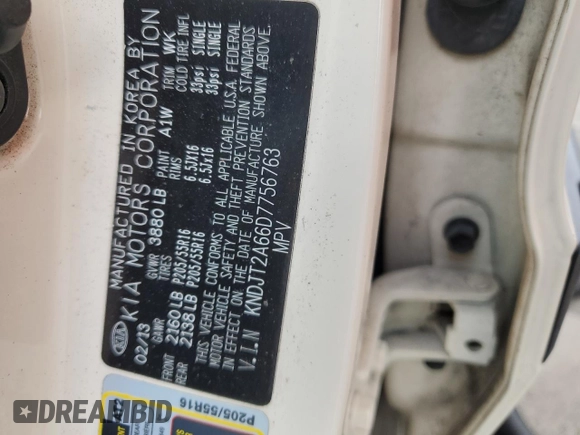 MANUFACTURED IN KOREA BY
KIA MOTORS CORPORATION
02/13 GVWR 3880 LB PAINT A1W TRIM WK
GAWR TIRES RIMS COLD TIRE INFL
FRONT 2160 LB P205/55R16 6.5JX16 33psi SINGLE
REAR 2138 LB P205/55R16 6.5Jx16 33psi SINGLE
THIS VEHICLE CONFORMS TO ALL APPLICABLE U.S.A. FEDERAL
MOTOR VEHICLE SAFETY AND THEFT PREVENTION STANDARDS
IN EFFECT ON THE DATE OF MANUFACTURE SHOWN ABOVE.
V.I.N KNDJT2A66D7756763
MPV
KIA
P205/55R16
DREAMBID